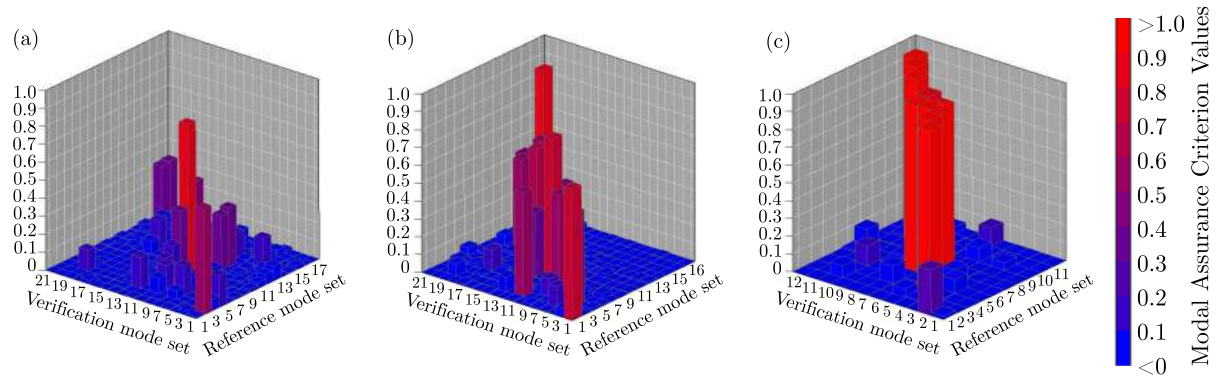 (a)
1.0
0.9
0.8
0.7
0.6
0.5
0.4
0.3
0.2
0.1
0
21 19 17 15 13 11 9 7 5 3 1
Verification mode set
1 3 5 7 9 11 13 15 17
Reference mode set
(b)
1.0
0.9
0.8
0.7
0.6
0.5
0.4
0.3
0.2
0.1
0
21 19 17 15 13 11 9 7 5 3 1
Verification mode set
1 3 5 7 9 11 13 15 16
Reference mode set
(c)
1.0
0.9
0.8
0.7
0.6
0.5
0.4
0.3
0.2
0.1
0
12 11 10 9 8 7 6 5 4 3 2 1
Verification mode set
1 2 3 4 5 6 7 8 9 10 11
Reference mode set
>1.0
0.9
0.8
0.7
0.6
0.5
0.4
0.3
0.2
0.1
<0
Modal Assurance Criterion Values